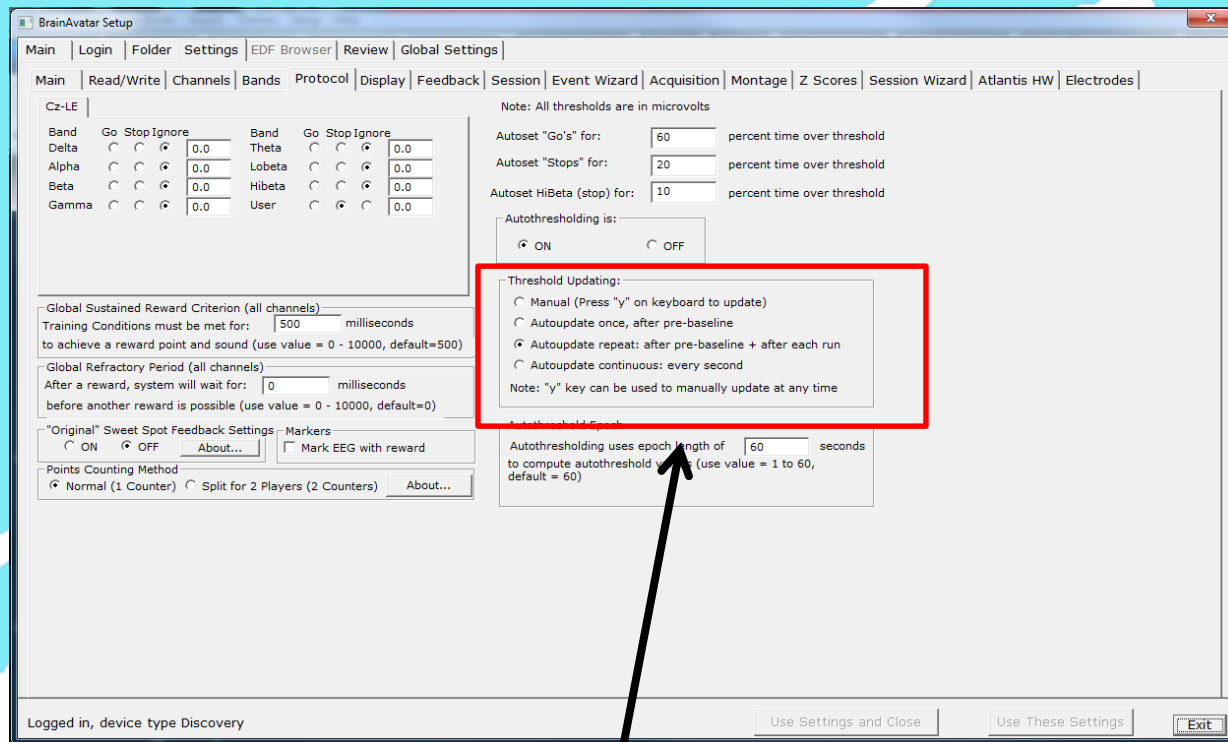 BrainAvatar Setup
Main Login Folder Settings EDF Browser Review Global Settings
Main Read/Write Channels Bands Protocol Display Feedback Session Event Wizard Acquisition Montage Z Scores Session Wizard Atlantis HW Electrodes
Cz-LE
Band Go Stop Ignore Band Go Stop Ignore
Delta 0.0 Theta 0.0
Alpha 0.0 Lobeta 0.0
Beta 0.0 Hibeta 0.0
Gamma 0.0 User 0.0
Global Sustained Reward Criterion (all channels)
Training Conditions must be met for: 500 milliseconds
to achieve a reward point and sound (use value = 0 - 10000, default=500)
Global Refractory Period (all channels)
After a reward, system will wait for: 0 milliseconds
before another reward is possible (use value = 0 - 10000, default=0)
"Original" Sweet Spot Feedback Settings
ON OFF About...
Markers
Mark EEG with reward
Points Counting Method
Normal (1 Counter) Split for 2 Players (2 Counters) About...
Note: All thresholds are in microvolts
Autoset "Go's" for: 60 percent time over threshold
Autoset "Stops" for: 20 percent time over threshold
Autoset HiBeta (stop) for: 10 percent time over threshold
Autothresholding is:
ON OFF
Threshold Updating:
Manual (Press "y" on keyboard to update)
Autoupdate once, after pre-baseline
Autoupdate repeat: after pre-baseline + after each run
Autoupdate continuous: every second
Note: "y" key can be used to manually update at any time
Autothreshold Epoch
Autothresholding uses epoch length of 60 seconds
to compute autothreshold (use value = 1 to 60,
default = 60)
Logged in, device type Discovery
Use Settings and Close Use These Settings Exit